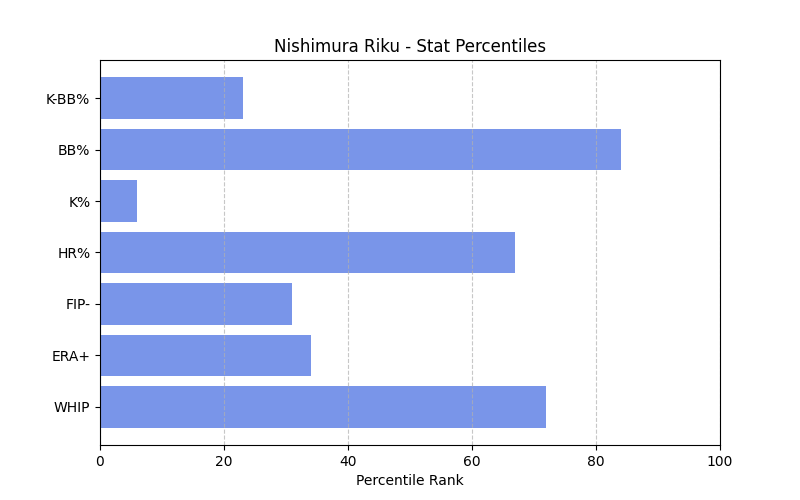 Nishimura Riku - Stat Percentiles
K-BB%
BB%
K%
HR%
FIP-
ERA+
WHIP
0 20 40 60 80 100
Percentile Rank